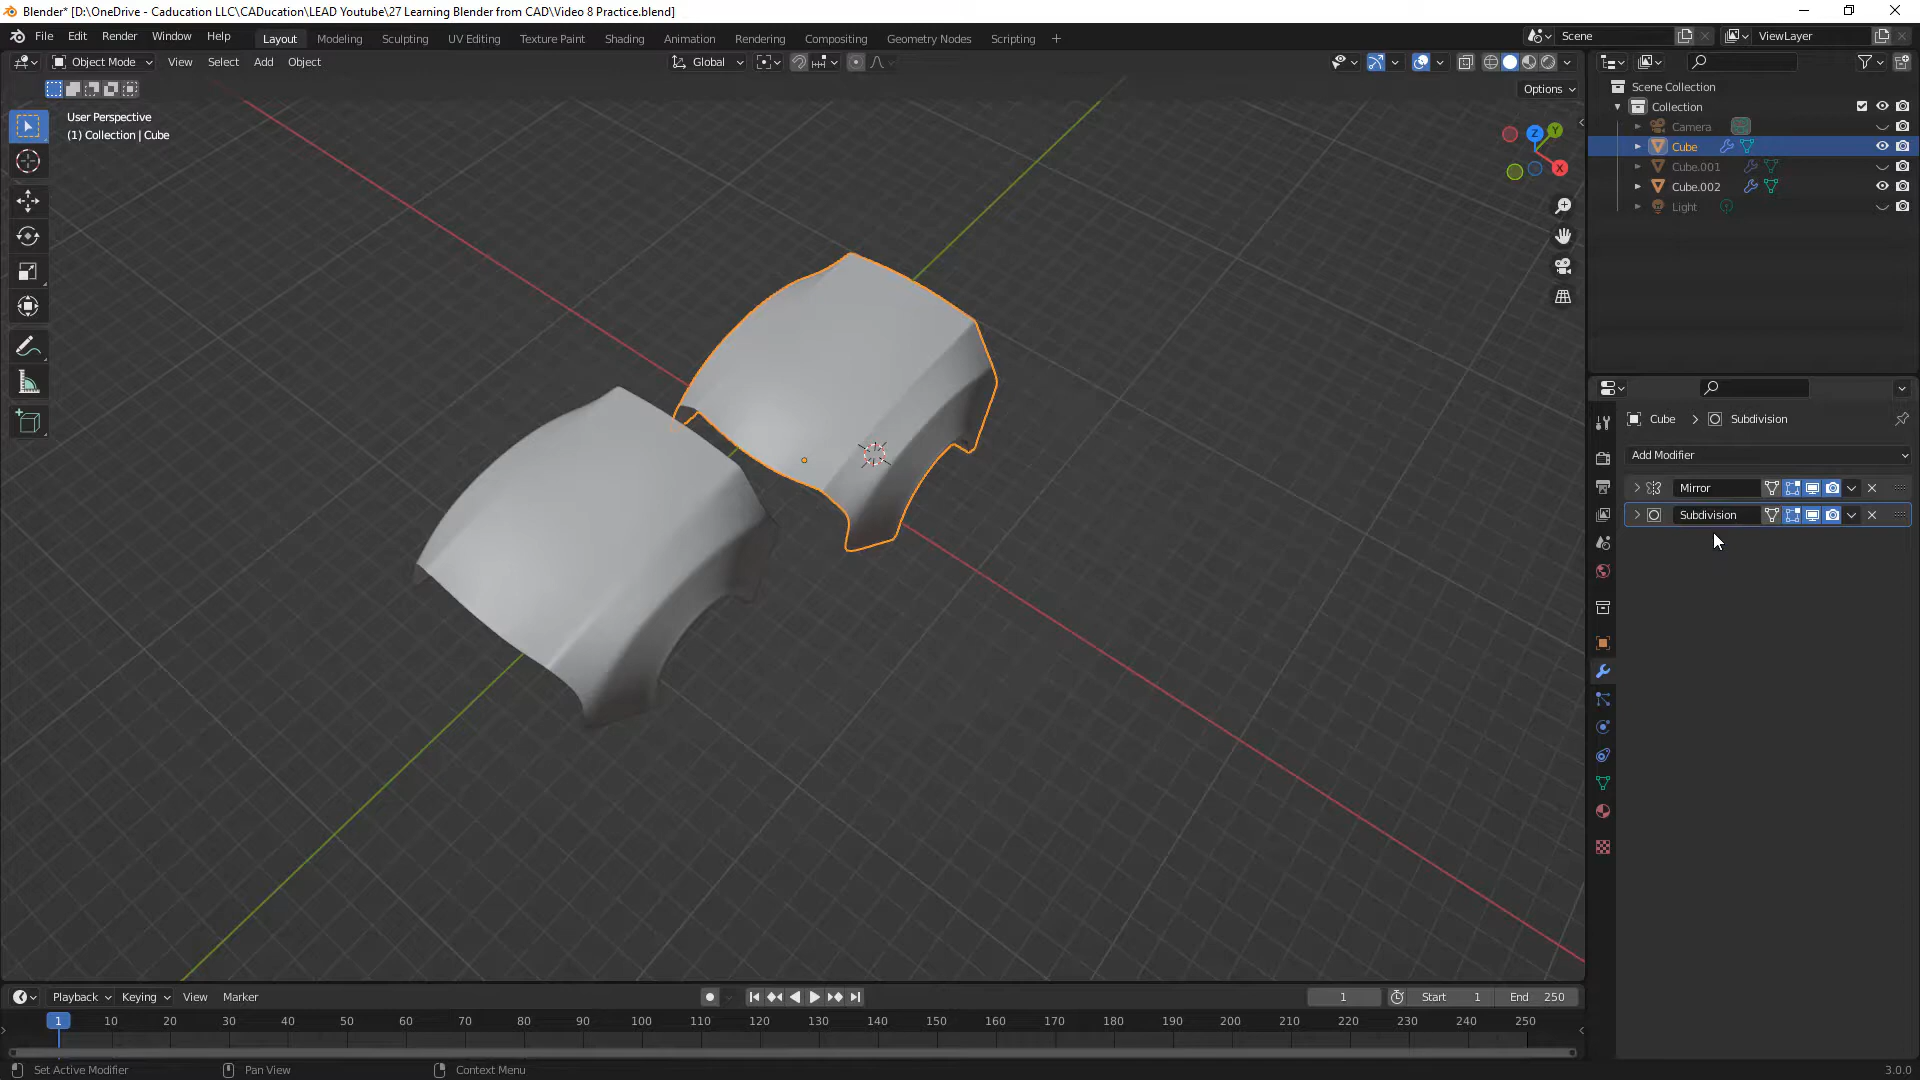 Blender* [D:\OneDrive - Caducation LLC\CADucation\LEAD Youtube\27 Learning Blender from CAD\Video 8 Practice.blend]
File Edit Render Window Help Layout Modeling Sculpting UV Editing Texture Paint Shading Animation Rendering Compositing Geometry Nodes Scripting + Scene ViewLayer
Object Mode View Select Add Object Global
Options
User Perspective
(1) Collection | Cube
Z Y X
Scene Collection
Collection
Camera
Cube
Cube.001
Cube.002
Light
Cube > Subdivision
Add Modifier
Mirror
Subdivision
Playback Keying View Marker 1 Start 1 End 250
1 10 20 30 40 50 60 70 80 90 100 110 120 130 140 150 160 170 180 190 200 210 220 230 240 250
Set Active Modifier Pan View Context Menu 3.0.0